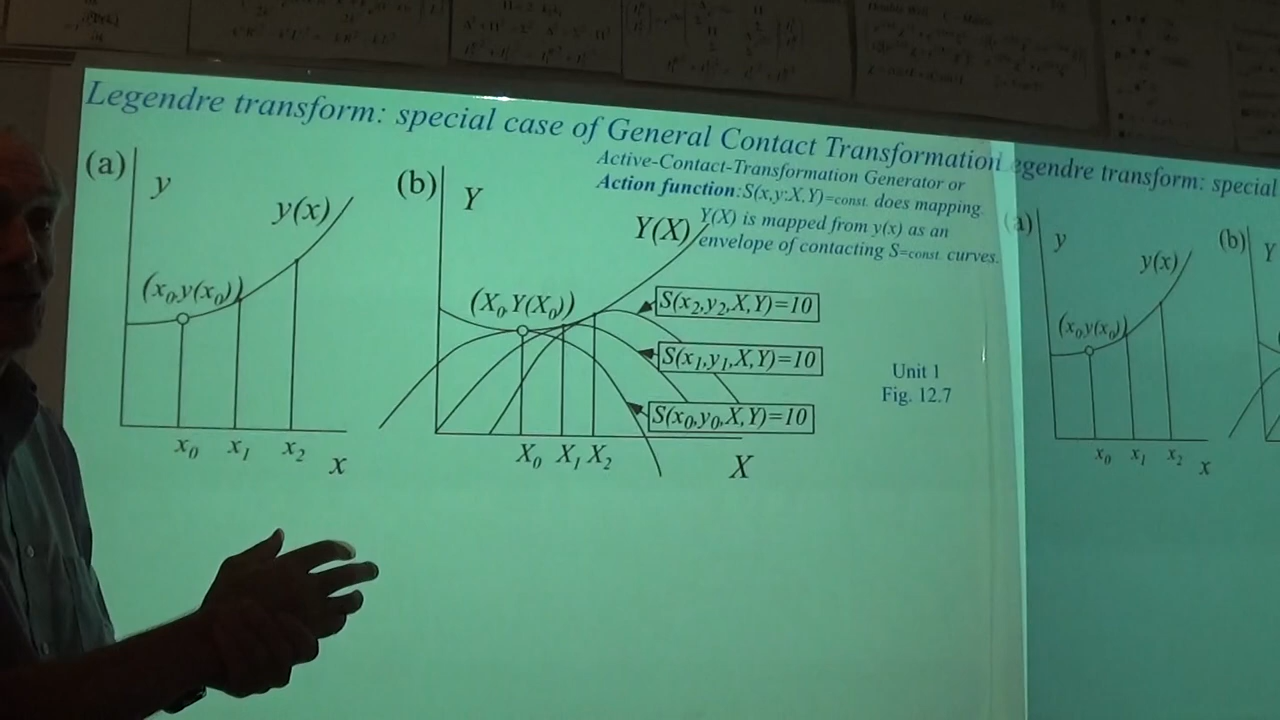 Legendre transform: special case of General Contact Transformation
Active-Contact-Transformation Generator or
Action function:S(x,y:X,Y)=const. does mapping
Y(X) is mapped from y(x) as an
envelope of contacting S=const. curves.
(a)
y
y(x)
(x₀,y(x₀))
x₀ x₁ x₂ x
(b)
Y
Y(X)
(X₀,Y(X₀))
S(x₂,y₂,X,Y)=10
S(x₁,y₁,X,Y)=10
S(x₀,y₀,X,Y)=10
X₀ X₁ X₂ X
Unit 1
Fig. 12.7
egendre transform: special
a)
y
y(x)
(x₀,y(x₀))
x₀ x₁ x₂ x
(b)
Y